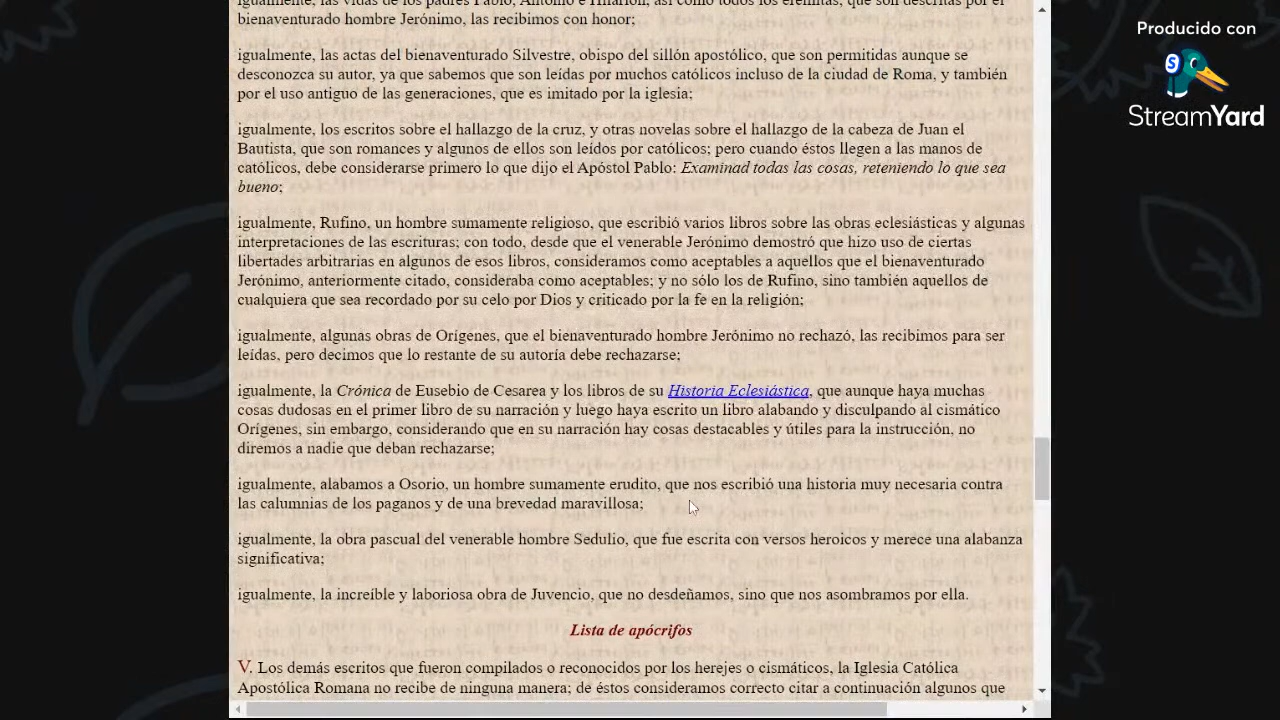 igualmente, las vidas de los padres Pablo, Antonio e Hilarión, así como todos los eremitas, que son descritas por el
bienaventurado hombre Jerónimo, las recibimos con honor;
igualmente, las actas del bienaventurado Silvestre, obispo del sillón apostólico, que son permitidas aunque se
desconozca su autor, ya que sabemos que son leídas por muchos católicos incluso de la ciudad de Roma, y también
por el uso antiguo de las generaciones, que es imitado por la iglesia;
igualmente, los escritos sobre el hallazgo de la cruz, y otras novelas sobre el hallazgo de la cabeza de Juan el
Bautista, que son romances y algunos de ellos son leídos por católicos; pero cuando éstos llegen a las manos de
católicos, debe considerarse primero lo que dijo el Apóstol Pablo: Examinad todas las cosas, reteniendo lo que sea
bueno;
igualmente, Rufino, un hombre sumamente religioso, que escribió varios libros sobre las obras eclesiásticas y algunas
interpretaciones de las escrituras; con todo, desde que el venerable Jerónimo demostró que hizo uso de ciertas
libertades arbitrarias en algunos de esos libros, consideramos como aceptables a aquellos que el bienaventurado
Jerónimo, anteriormente citado, consideraba como aceptables; y no sólo los de Rufino, sino también aquellos de
cualquiera que sea recordado por su celo por Dios y criticado por la fe en la religión;
igualmente, algunas obras de Orígenes, que el bienaventurado hombre Jerónimo no rechazó, las recibimos para ser
leídas, pero decimos que lo restante de su autoría debe rechazarse;
igualmente, la Crónica de Eusebio de Cesarea y los libros de su Historia Eclesiástica, que aunque haya muchas
cosas dudosas en el primer libro de su narración y luego haya escrito un libro alabando y disculpando al cismático
Orígenes, sin embargo, considerando que en su narración hay cosas destacables y útiles para la instrucción, no
diremos a nadie que deban rechazarse;
igualmente, alabamos a Osorio, un hombre sumamente erudito, que nos escribió una historia muy necesaria contra
las calumnias de los paganos y de una brevedad maravillosa;
igualmente, la obra pascual del venerable hombre Sedulio, que fue escrita con versos heroicos y merece una alabanza
significativa;
igualmente, la increíble y laboriosa obra de Juvencio, que no desdeñamos, sino que nos asombramos por ella.
Lista de apócrifos
V. Los demás escritos que fueron compilados o reconocidos por los herejes o cismáticos, la Iglesia Católica
Apostólica Romana no recibe de ninguna manera; de éstos consideramos correcto citar a continuación algunos que
Producido con
S
StreamYard